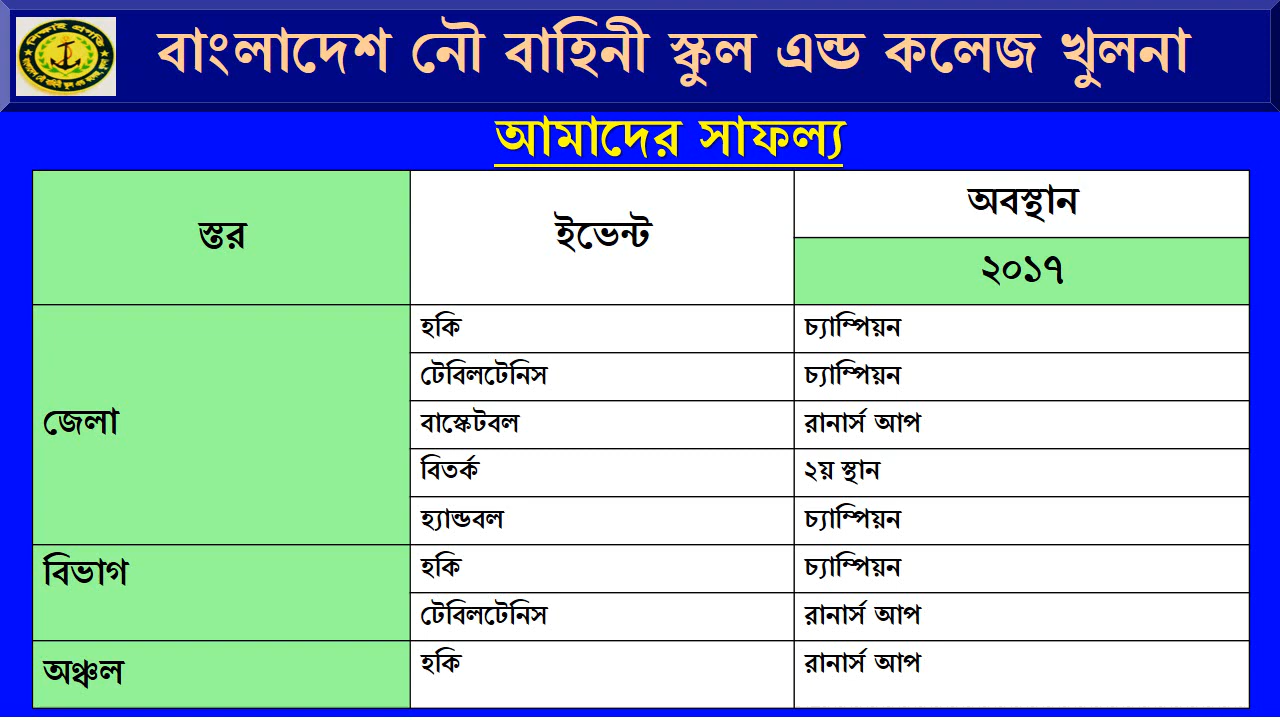 বাংলাদেশ নৌ বাহিনী স্কুল এন্ড কলেজ খুলনা
আমাদের সাফল্য
স্তর ইভেন্ট অবস্থান
২০১৭
জেলা
হকি চ্যাম্পিয়ন
টেবিলটেনিস চ্যাম্পিয়ন
বাস্কেটবল রানার্স আপ
বিতর্ক ২য় স্থান
হ্যান্ডবল চ্যাম্পিয়ন
বিভাগ
হকি চ্যাম্পিয়ন
টেবিলটেনিস রানার্স আপ
অঞ্চল
হকি রানার্স আপ